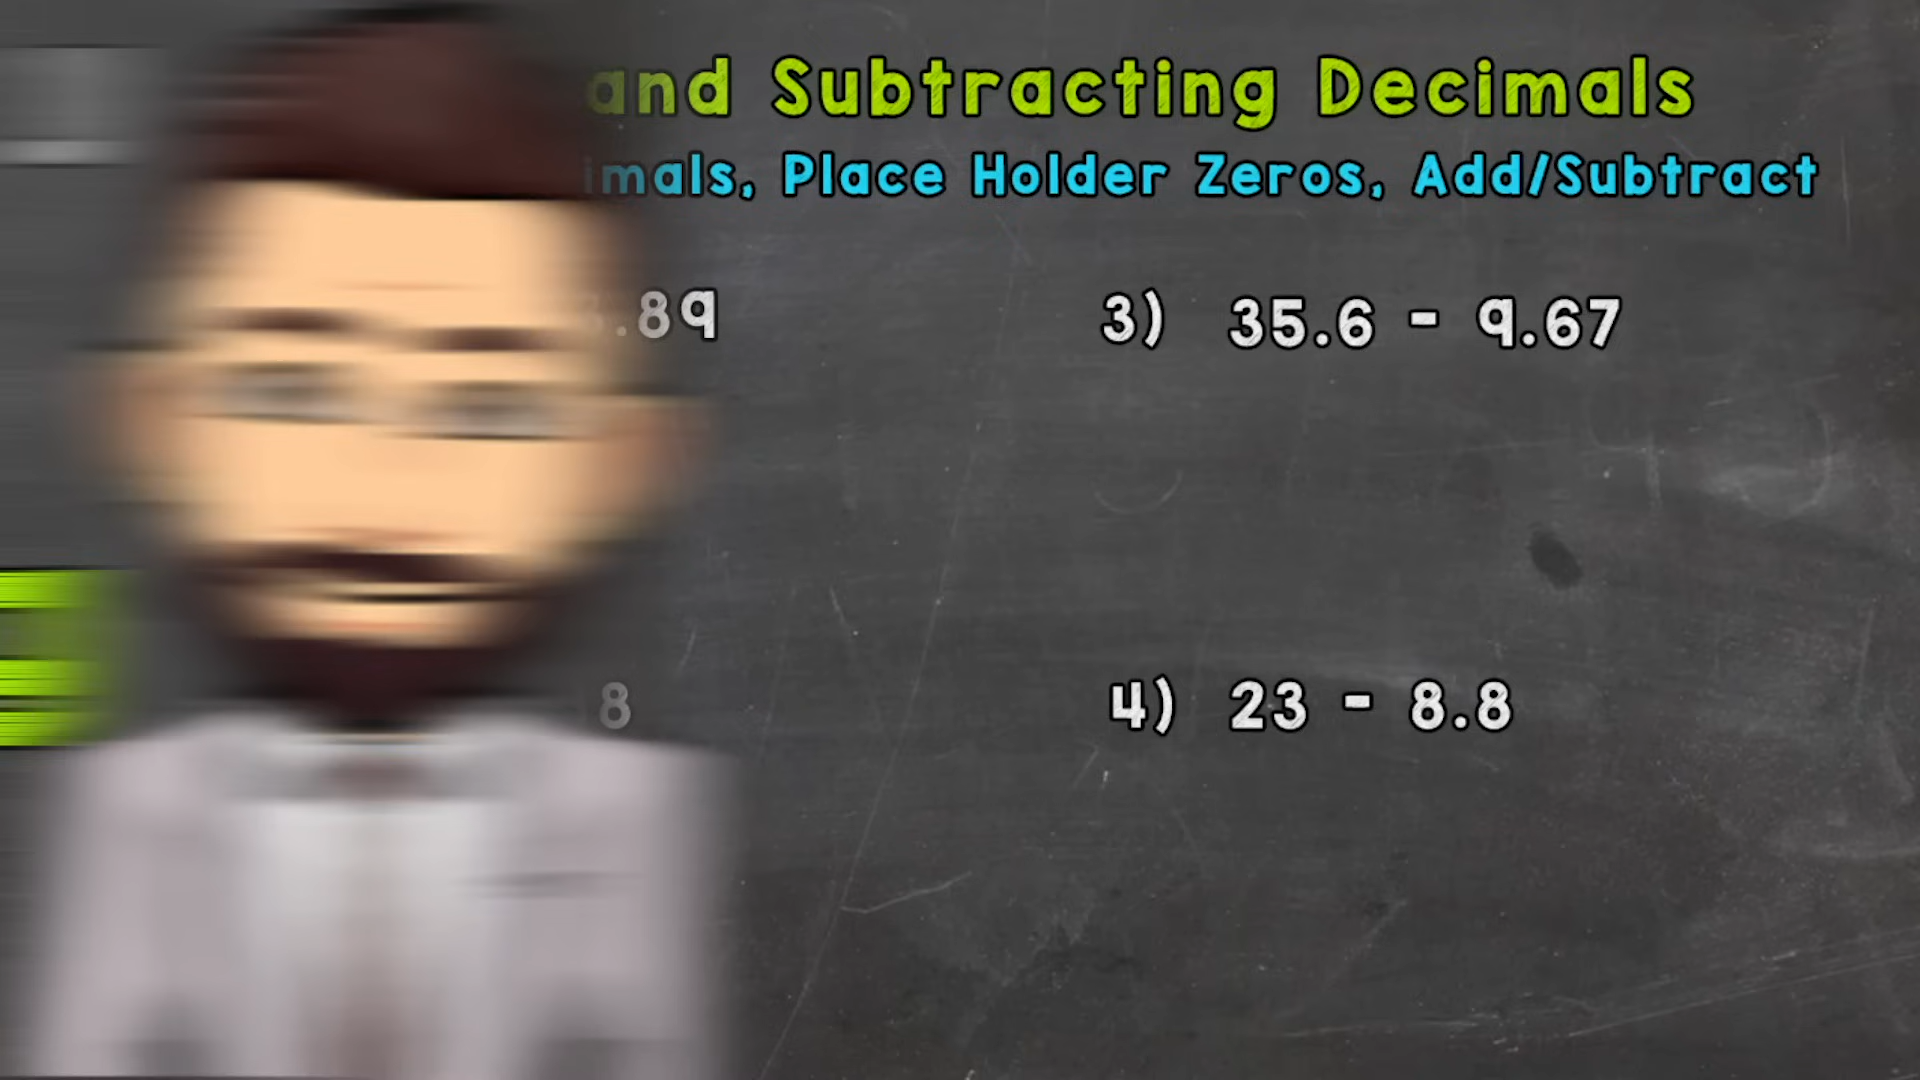 and Subtracting Decimals
Place Holder Zeros, Add/Subtract
.89
3) 35.6 - 9.67
8
4) 23 - 8.8